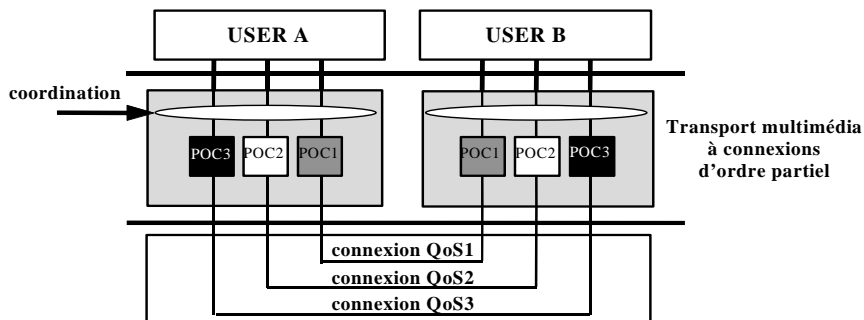 USER A
USER B
coordination
POC3
POC2
POC1
POC1
POC2
POC3
Transport multimédia
à connexions
d'ordre partiel
connexion QoS1
connexion QoS2
connexion QoS3